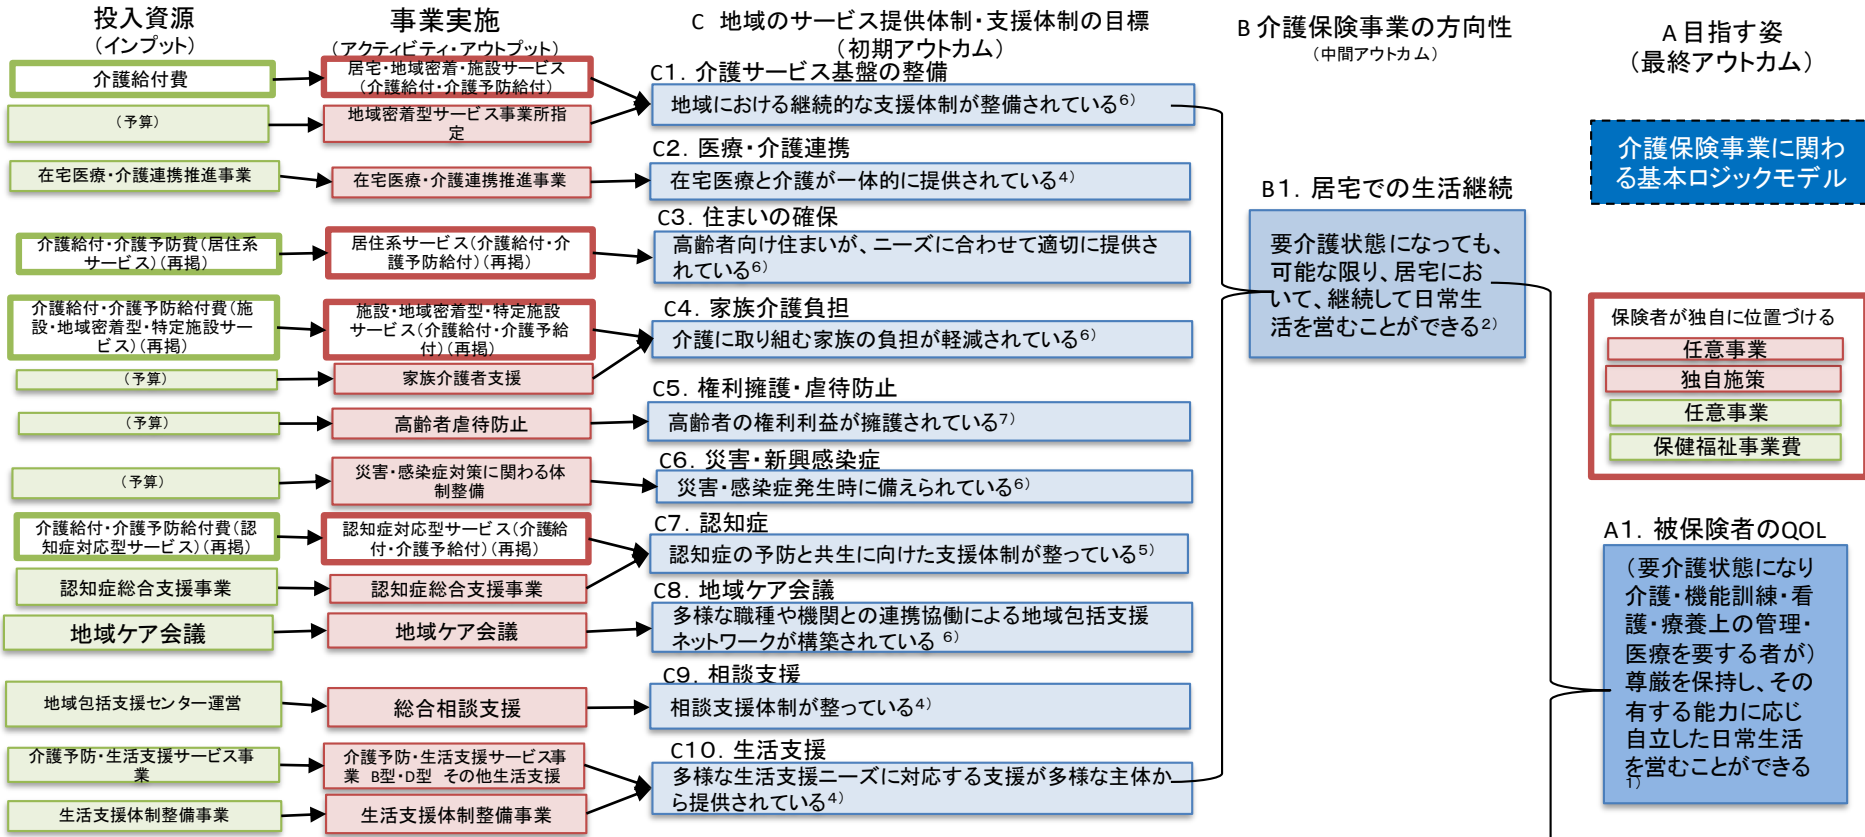 投入資源
(インプット)
事業実施
(アクティビティ・アウトプット)
C 地域のサービス提供体制・支援体制の目標
(初期アウトカム)
B 介護保険事業の方向性
(中間アウトカム)
A 目指す姿
(最終アウトカム)
介護給付費
居宅・地域密着・施設サービス
(介護給付・介護予防給付)
(予算)
地域密着型サービス事業所指
定
C1. 介護サービス基盤の整備
地域における継続的な支援体制が整備されている6)
在宅医療・介護連携推進事業
在宅医療・介護連携推進事業
C2. 医療・介護連携
在宅医療と介護が一体的に提供されている4)
介護給付・介護予防費(居住系
サービス)(再掲)
居住系サービス(介護給付・介
護予防給付)(再掲)
C3. 住まいの確保
高齢者向け住まいが、ニーズに合わせて適切に提供さ
れている6)
介護給付・介護予防給付費(施
設・地域密着型・特定施設サー
ビス)(再掲)
施設・地域密着型・特定施設
サービス(介護給付・介護予給
付)(再掲)
(予算)
家族介護者支援
C4. 家族介護負担
介護に取り組む家族の負担が軽減されている6)
(予算)
高齢者虐待防止
C5. 権利擁護・虐待防止
高齢者の権利利益が擁護されている7)
(予算)
災害・感染症対策に関わる体
制整備
C6. 災害・新興感染症
災害・感染症発生時に備えられている6)
介護給付・介護予防給付費(認
知症対応型サービス)(再掲)
認知症対応型サービス(介護給
付・介護予給付)(再掲)
認知症総合支援事業
認知症総合支援事業
C7. 認知症
認知症の予防と共生に向けた支援体制が整っている5)
地域ケア会議
地域ケア会議
C8. 地域ケア会議
多様な職種や機関との連携協働による地域包括支援
ネットワークが構築されている 6)
地域包括支援センター運営
総合相談支援
C9. 相談支援
相談支援体制が整っている4)
介護予防・生活支援サービス事
業
介護予防・生活支援サービス事
業 B型・D型 その他生活支援
生活支援体制整備事業
生活支援体制整備事業
C10. 生活支援
多様な生活支援ニーズに対応する支援が多様な主体か
ら提供されている4)
B1. 居宅での生活継続
要介護状態になっても、
可能な限り、居宅にお
いて、継続して日常生
活を営むことができる2)
介護保険事業に関わ
る基本ロジックモデル
保険者が独自に位置づける
任意事業
独自施策
任意事業
保健福祉事業費
A1. 被保険者のQOL
(要介護状態になり
介護・機能訓練・看
護・療養上の管理・
医療を要する者が)
尊厳を保持し、その
有する能力に応じ
自立した日常生活
を営むことができる
1)